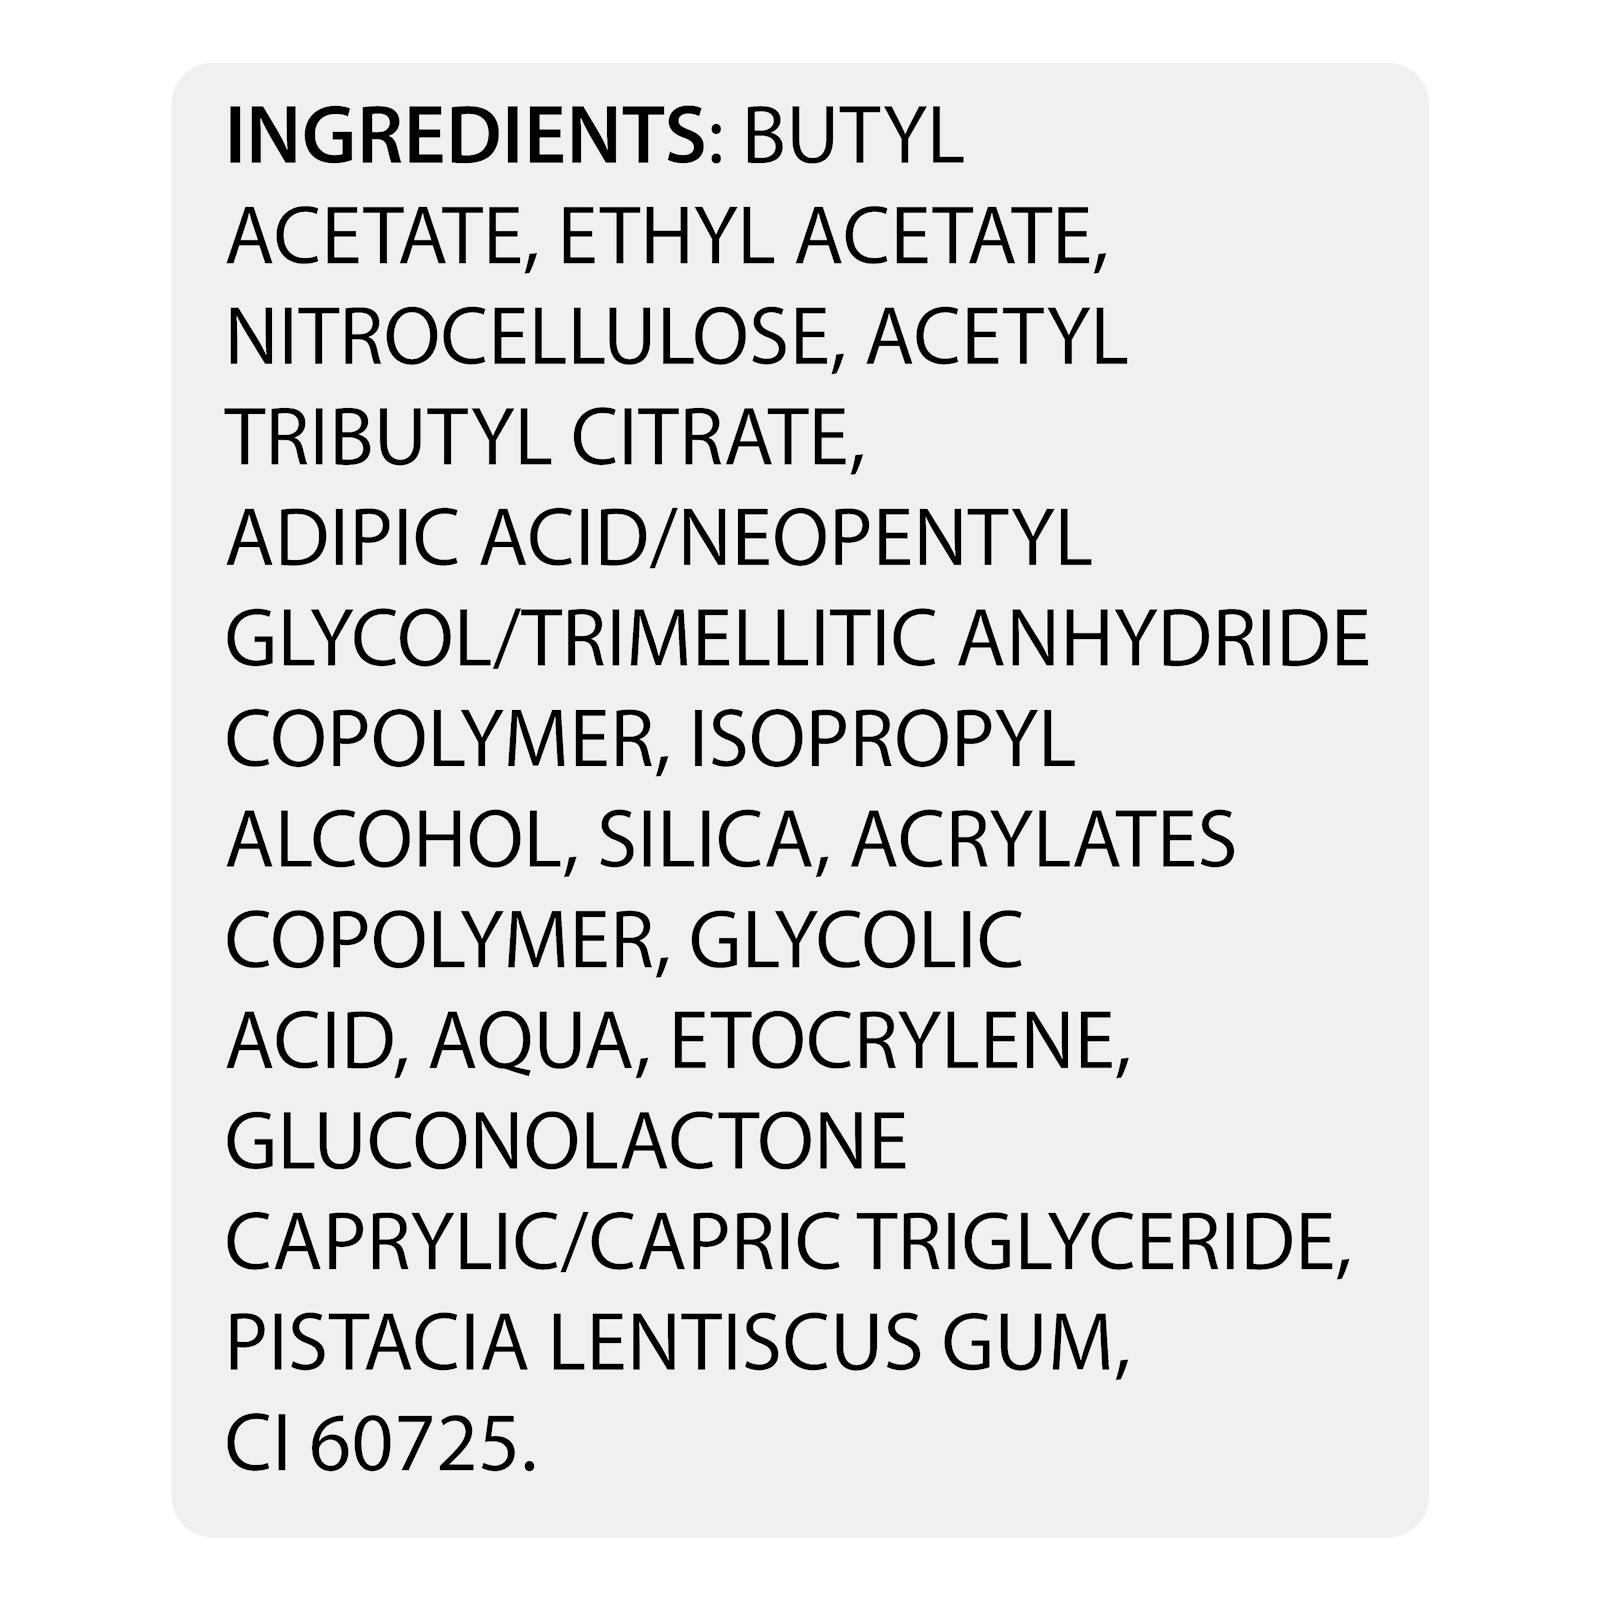 INGREDIENTS: BUTYL
ACETATE, ETHYL ACETATE,
NITROCELLULOSE, ACETYL
TRIBUTYL CITRATE,
ADIPIC ACID/NEOPENTYL
GLYCOL/TRIMELLITIC ANHYDRIDE
COPOLYMER, ISOPROPYL
ALCOHOL, SILICA, ACRYLATES
COPOLYMER, GLYCOLIC
ACID, AQUA, ETOCRYLENE,
GLUCONOLACTONE
CAPRYLIC/CAPRIC TRIGLYCERIDE,
PISTACIA LENTISCUS GUM,
CI 60725.